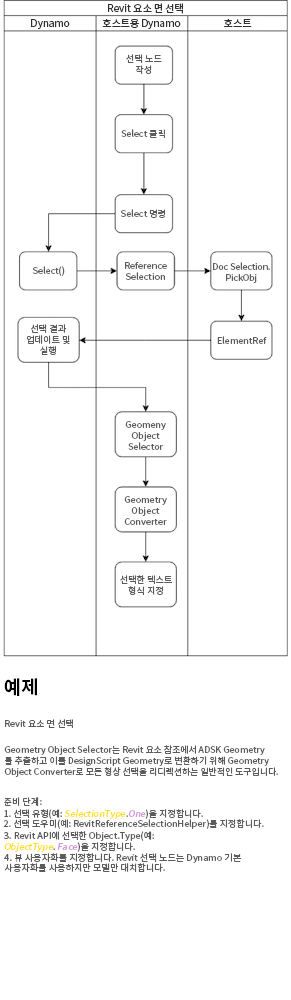 Revit 요소 면 선택
Dynamo
호스트용 Dynamo
호스트
선택 노드
작성
Select 클릭
Select 명령
Select()
Reference
Selection
Doc Selection.
PickObj
선택 결과
업데이트 및
실행
ElementRef
Geomeny
Object
Selector
Geometry
Object
Converter
선택한 텍스트
형식 지정
예제
Revit 요소 면 선택
Geometry Object Selector는 Revit 요소 참조에서 ADSK Geometry
를 추출하고 이를 DesignScript Geometry로 변환하기 위해 Geometry
Object Converter로 모든 형상 선택을 리디렉션하는 일반적인 도구입니다.
준비 단계:
1. 선택 유형(예: SelectionType.One)을 지정합니다.
2. 선택 도우미(예: RevitReferenceSelectionHelper)를 지정합니다.
3. Revit API에 선택한 Object.Type(예:
ObjectType. Face)을 지정합니다.
4. 뷰 사용자화를 지정합니다. Revit 선택 노드는 Dynamo 기본
사용자화를 사용하지만 모델만 대치합니다.